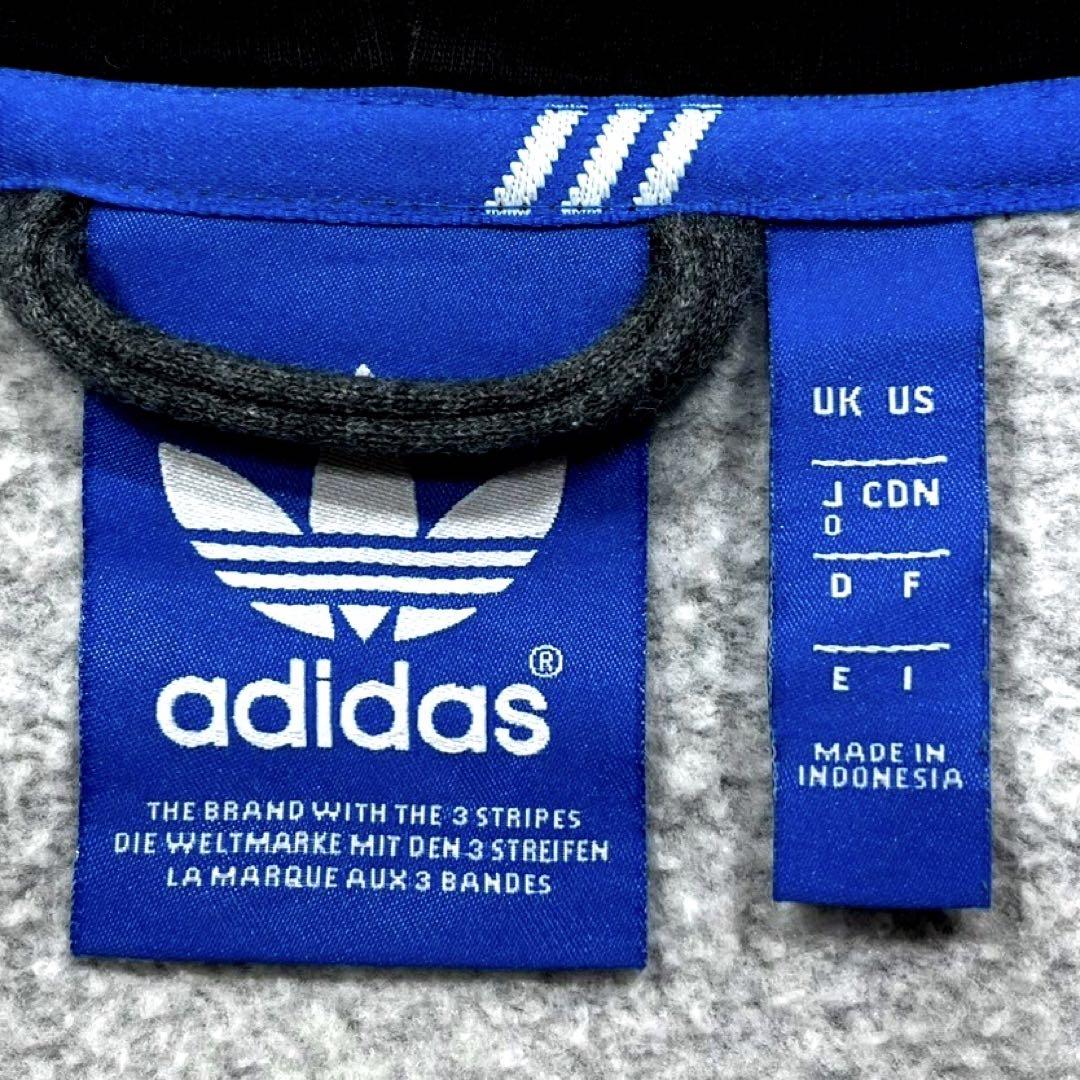 adidas®
THE BRAND WITH THE 3 STRIPES
DIE WELTMARKE MIT DEN 3 STREIFEN
LA MARQUE AUX 3 BANDES
UK US
J CDN
O
D F
E I
MADE IN
INDONESIA